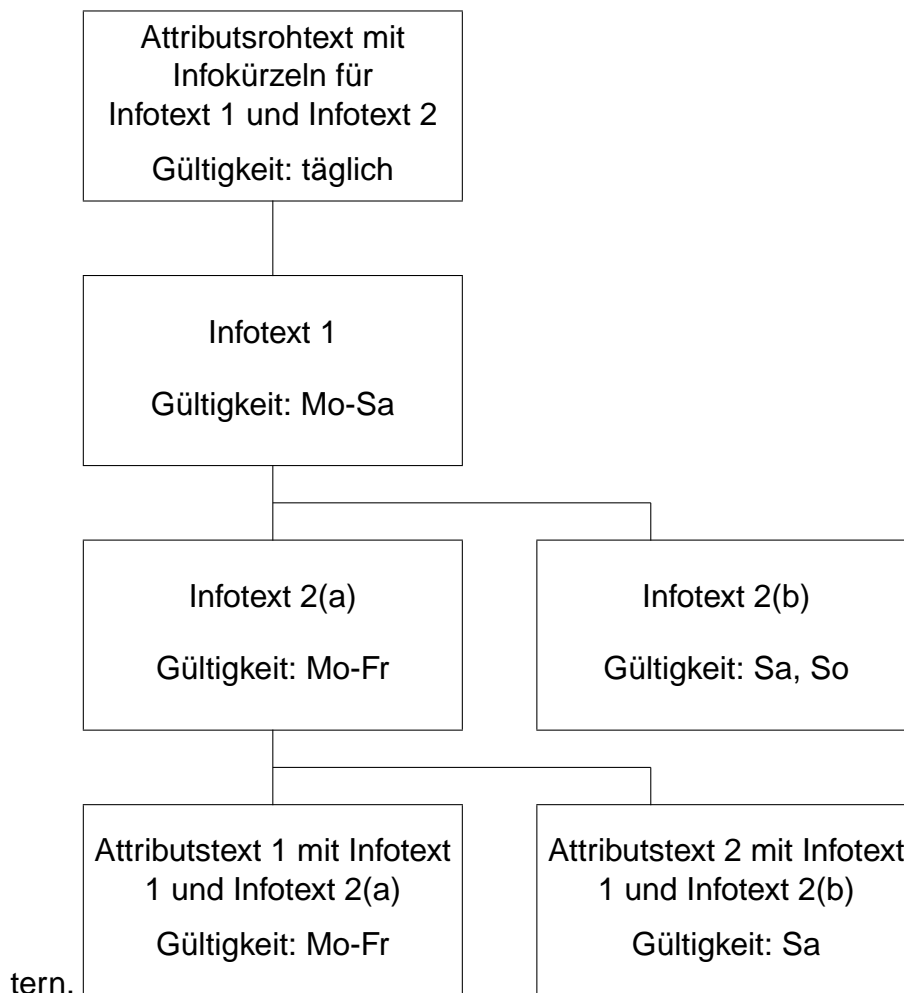 Attributsrohtext mit
Infokürzeln für
Infotext 1 und Infotext 2
Gültigkeit: täglich
Infotext 1
Gültigkeit: Mo-Sa
Infotext 2(a)
Gültigkeit: Mo-Fr
Infotext 2(b)
Gültigkeit: Sa, So
Attributstext 1 mit Infotext
1 und Infotext 2(a)
Gültigkeit: Mo-Fr
Attributstext 2 mit Infotext
1 und Infotext 2(b)
Gültigkeit: Sa
tern.